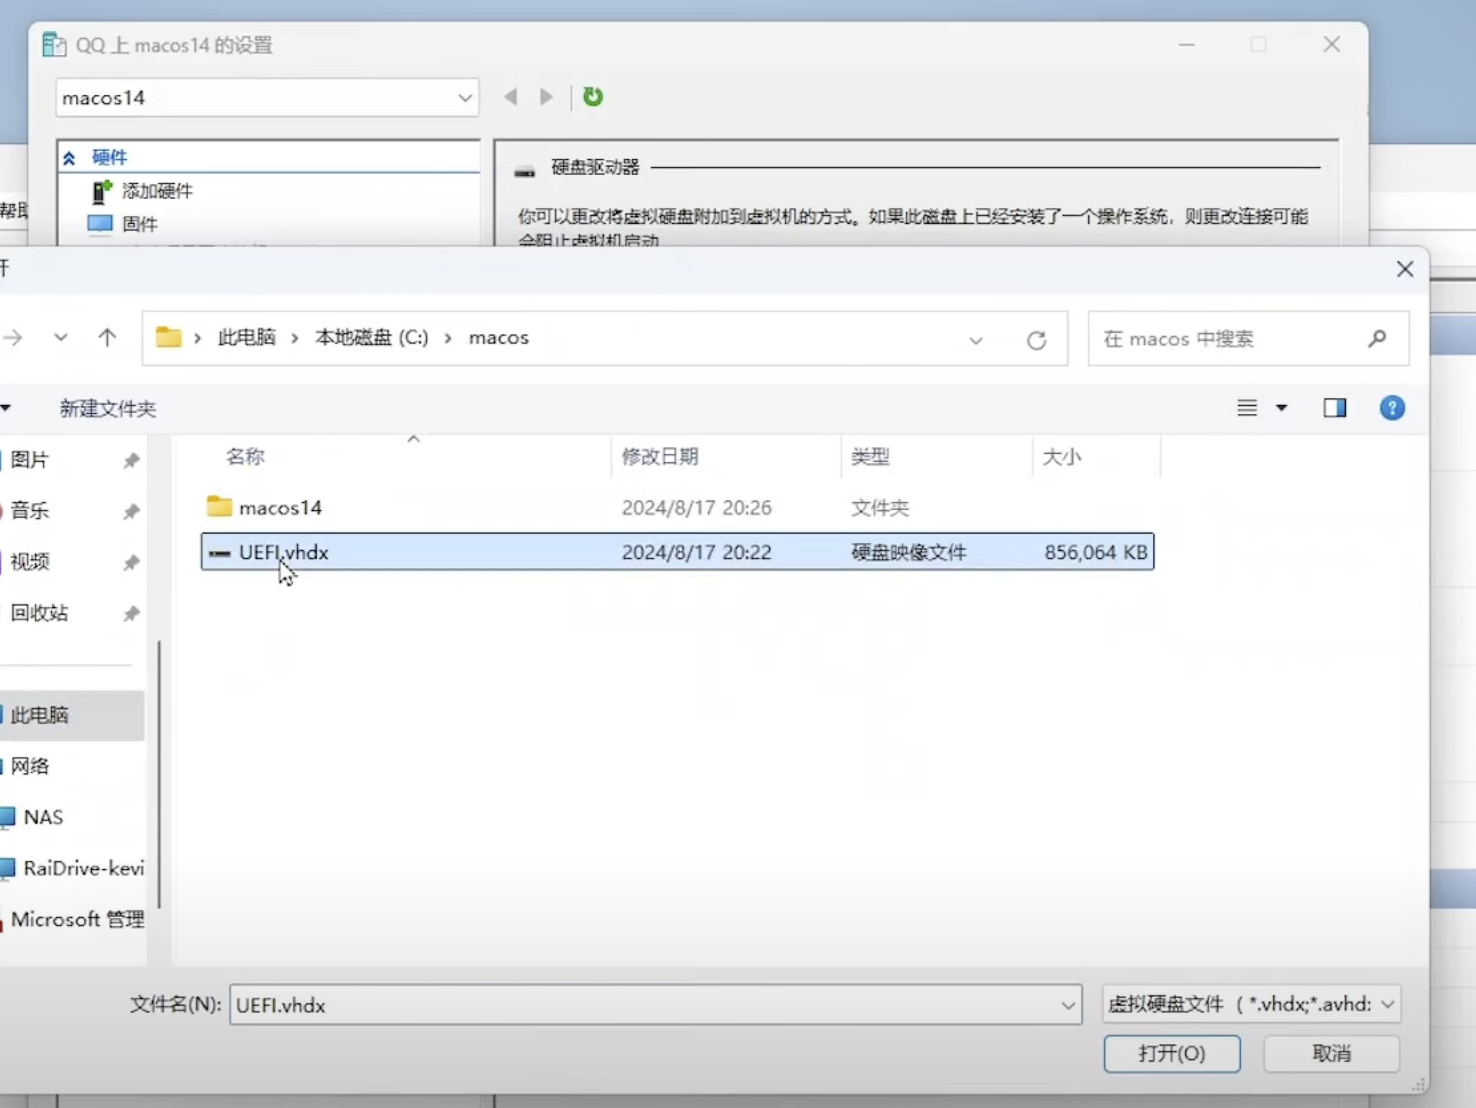 QQ 上 macos14 的设置
macos14
硬件
添加硬件
固件
帮助
硬盘驱动器
你可以更改将虚拟硬盘附加到虚拟机的方式。如果此磁盘上已经安装了一个操作系统，则更改连接可能
会阻止虚拟机启动
开
此电脑 本地磁盘 (C:) macos
在 macos 中搜索
新建文件夹
名称 修改日期 类型 大小
macos14 2024/8/17 20:26 文件夹
UEFI.vhdx 2024/8/17 20:22 硬盘映像文件 856,064 KB
图片
音乐
视频
回收站
此电脑
网络
NAS
RaiDrive-kevi
Microsoft 管理
文件名(N): UEFI.vhdx 虚拟硬盘文件（ *.vhdx;*.avhd:
打开(O) 取消